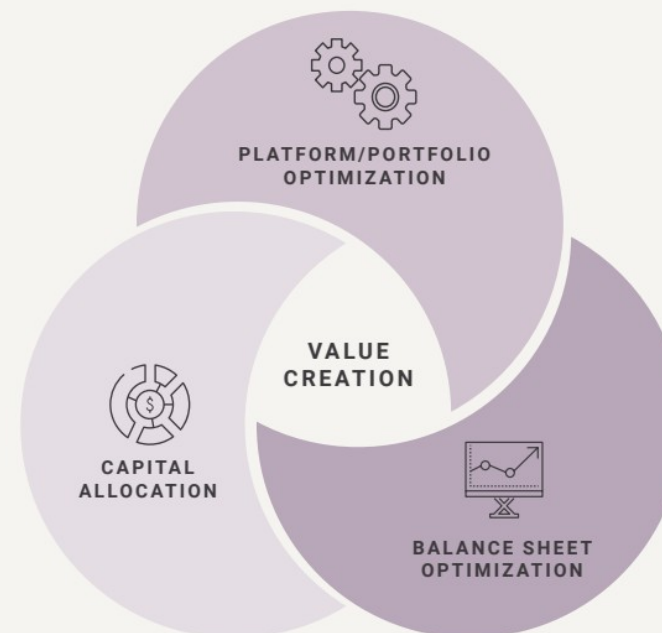 PLATFORM/PORTFOLIO
OPTIMIZATION
VALUE
CREATION
$
CAPITAL
ALLOCATION
BALANCE SHEET
OPTIMIZATION